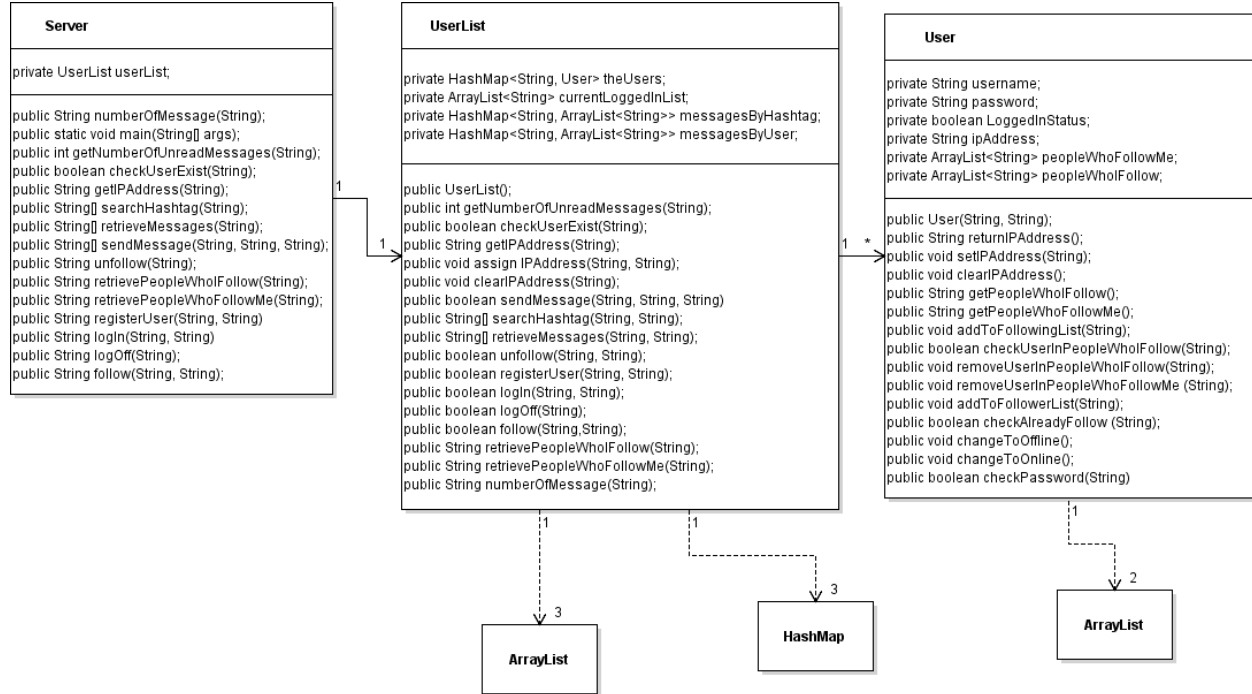 Server
private UserList userList;
public String numberOfMessage(String);
public static void main(String[] args);
public int getNumberOfUnreadMessages(String);
public boolean checkUserExist(String);
public String getIPAddress(String);
public String[] searchHashtag(String);
public String[] retrieveMessages(String);
public String[] sendMessage(String, String, String);
public String unfollow(String);
public String retrievePeopleWhoIFollow(String);
public String retrievePeopleWhoFollowMe(String);
public String registerUser(String, String)
public String logIn(String, String)
public String logOff(String);
public String follow(String, String);
1
1
UserList
private HashMap<String, User> theUsers;
private ArrayList<String> currentLoggedInList;
private HashMap<String, ArrayList<String>> messagesByHashtag;
private HashMap<String, ArrayList<String>> messagesByUser;
public UserList();
public int getNumberOfUnreadMessages(String);
public boolean checkUserExist(String);
public String getIPAddress(String);
public void assign IPAddress(String, String);
public void clearIPAddress(String);
public boolean sendMessage(String, String, String)
public String[] searchHashtag(String);
public String[] retrieveMessages(String, String);
public boolean unfollow(String, String);
public boolean registerUser(String, String);
public boolean logIn(String, String);
public boolean logOff(String);
public boolean follow(String,String);
public String retrievePeopleWhoIFollow(String);
public String retrievePeopleWhoFollowMe(String);
public String numberOfMessage(String);
1 *
User
private String username;
private String password;
private boolean LoggedInStatus;
private String ipAddress;
private ArrayList<String> peopleWhoFollowMe;
private ArrayList<String> peopleWhoIFollow;
public User(String, String);
public String returnIPAddress();
public void setIPAddress(String);
public void clearIPAddress();
public String getPeopleWhoIFollow();
public String getPeopleWhoFollowMe();
public void addToFollowingList(String);
public boolean checkUserInPeopleWhoIFollow(String);
public void removeUserInPeopleWhoIFollow(String);
public void removeUserInPeopleWhoFollowMe (String);
public void addToFollowerList(String);
public boolean checkAlreadyFollow (String);
public void changeToOffline();
public void changeToOnline();
public boolean checkPassword(String)
1
3
ArrayList
1
3
HashMap
1
2
ArrayList